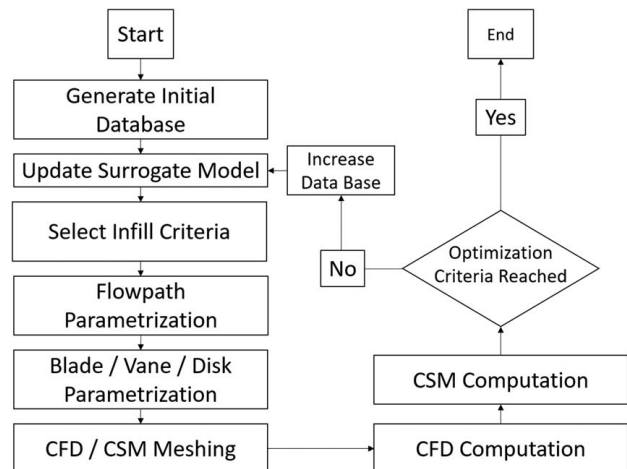 Start
Generate Initial
Database
Update Surrogate Model
Select Infill Criteria
Flowpath
Parametrization
Blade / Vane / Disk
Parametrization
CFD / CSM Meshing
CFD Computation
CSM Computation
Optimization
Criteria Reached
No
Increase
Data Base
Yes
End